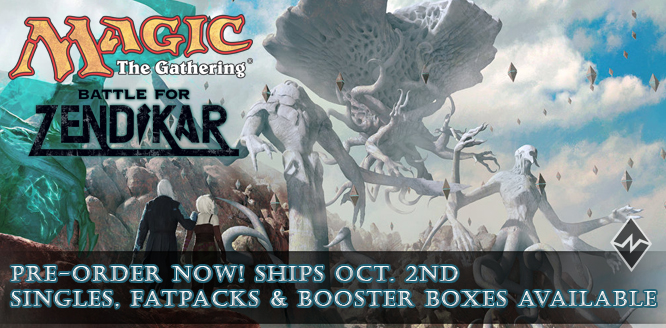 MAGIC
The Gathering®
BATTLE FOR
ZENDIKAR
PRE-ORDER NOW! SHIPS OCT. 2ND
SINGLES, FATPACKS & BOOSTER BOXES AVAILABLE